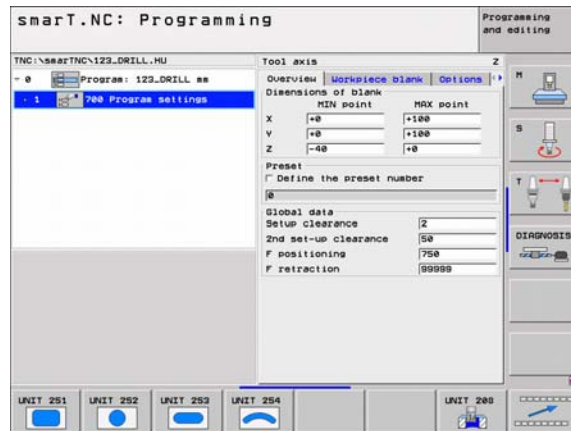 smarT.NC: Programming
Programming
and editing
TNC:\smarTNC\123_DRILL.HU
Tool axis Z
0 Program: 123_DRILL mm
1 700 Program settings
Overview Workpiece blank Options
Dimensions of blank
MIN point MAX point
X +0 +100
Y +0 +100
Z -40 +0
Preset
Define the preset number
0
Global data
Setup clearance 2
2nd set-up clearance 50
F positioning 750
F retraction 99999
M
S
T
DIAGNOSIS
UNIT 251
UNIT 252
UNIT 253
UNIT 254
UNIT 208